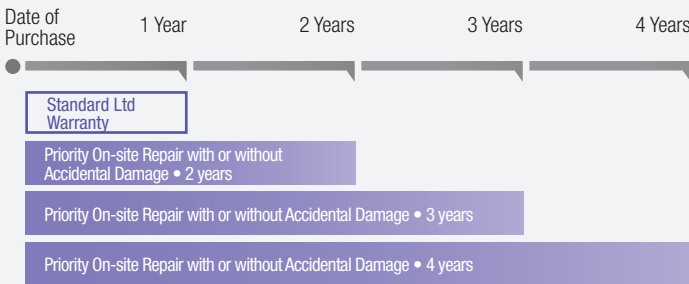 Date of
Purchase
1 Year
2 Years
3 Years
4 Years
Standard Ltd
Warranty
Priority On-site Repair with or without
Accidental Damage • 2 years
Priority On-site Repair with or without Accidental Damage • 3 years
Priority On-site Repair with or without Accidental Damage • 4 years